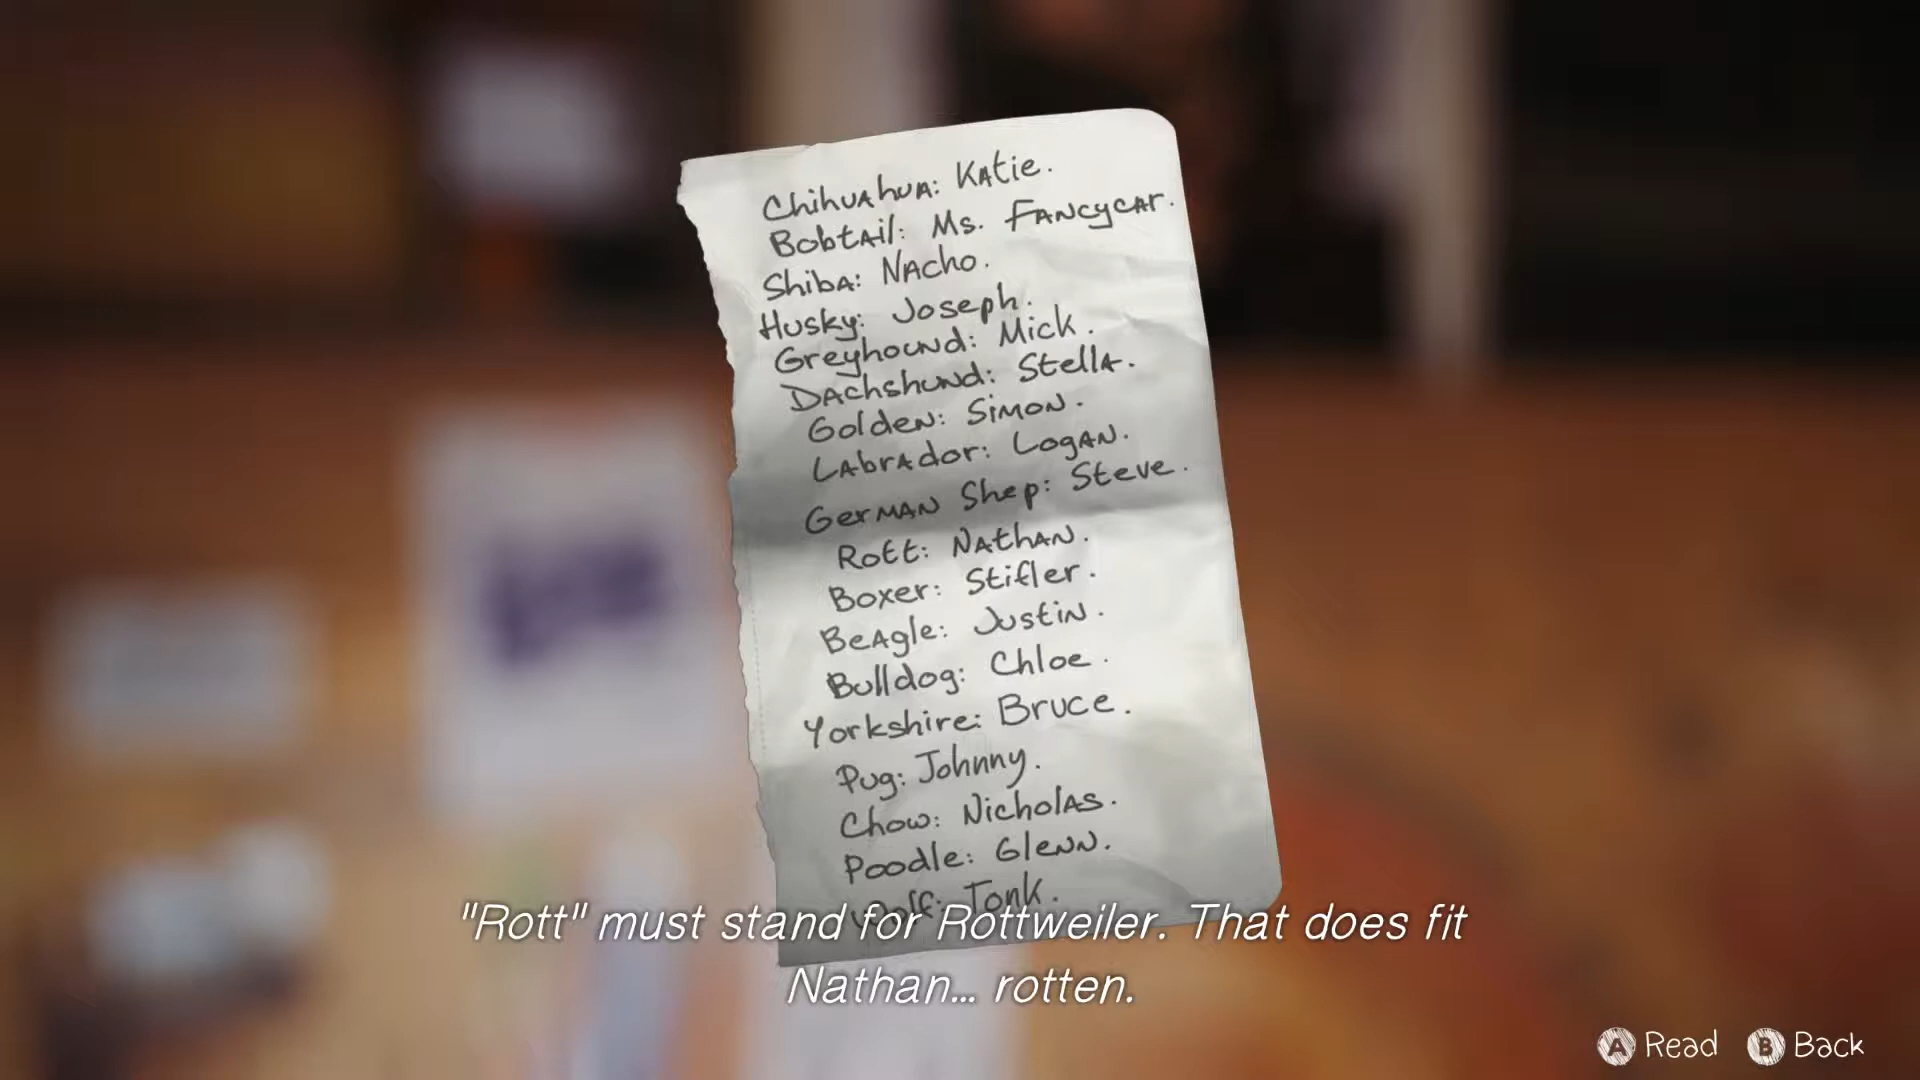 Chihuahua: Katie.
Bobtail: Ms. Fancycar.
Shiba: Nacho.
Husky: Joseph.
Greyhound: Mick.
Dachshund: Stella.
Golden: Simon.
Labrador: Logan.
German Shep: Steve.
Rott: Nathan.
Boxer: Stifler.
Beagle: Justin.
Bulldog: Chloe.
Yorkshire: Bruce.
Pug: Johnny.
Chow: Nicholas.
Poodle: Glenn.
Wolf: Tonk.
"Rott" must stand for Rottweiler. That does fit
Nathan... rotten.
A Read B Back